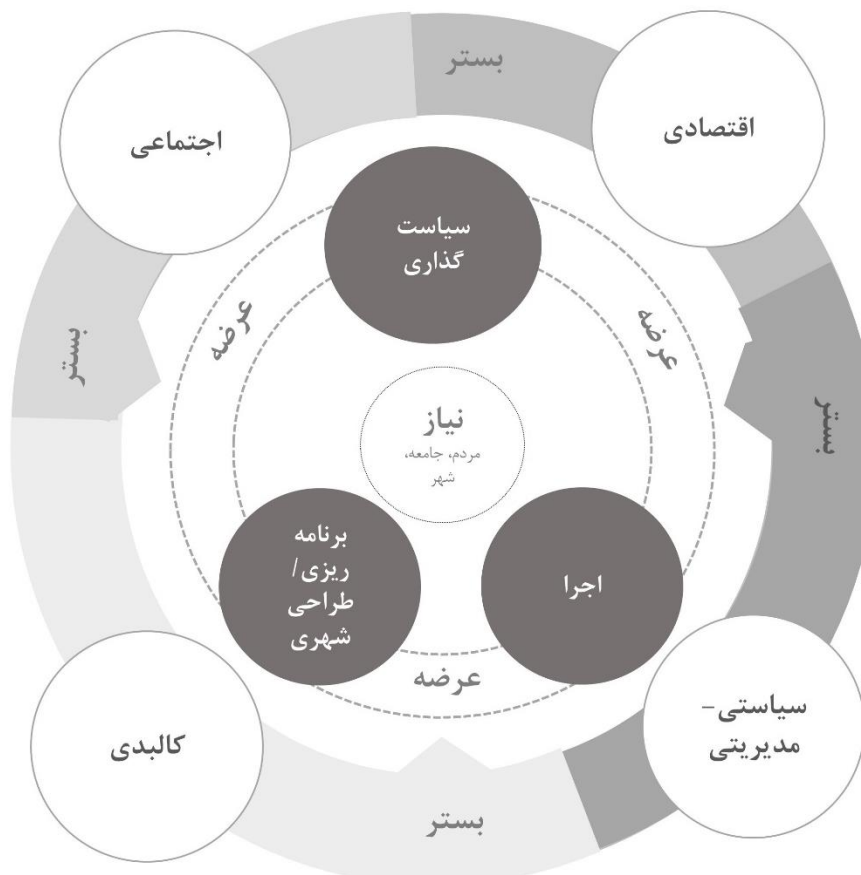 بستر
اقتصادی
اجتماعی
سیاست
گذاری
عرضه
عرضه
بستر
بستر
نیاز
مردم، جامعه،
شهر
برنامه
ریزی/
طراحی
شهری
اجرا
عرضه
سیاستی-
مدیریتی
کالبدی
بستر